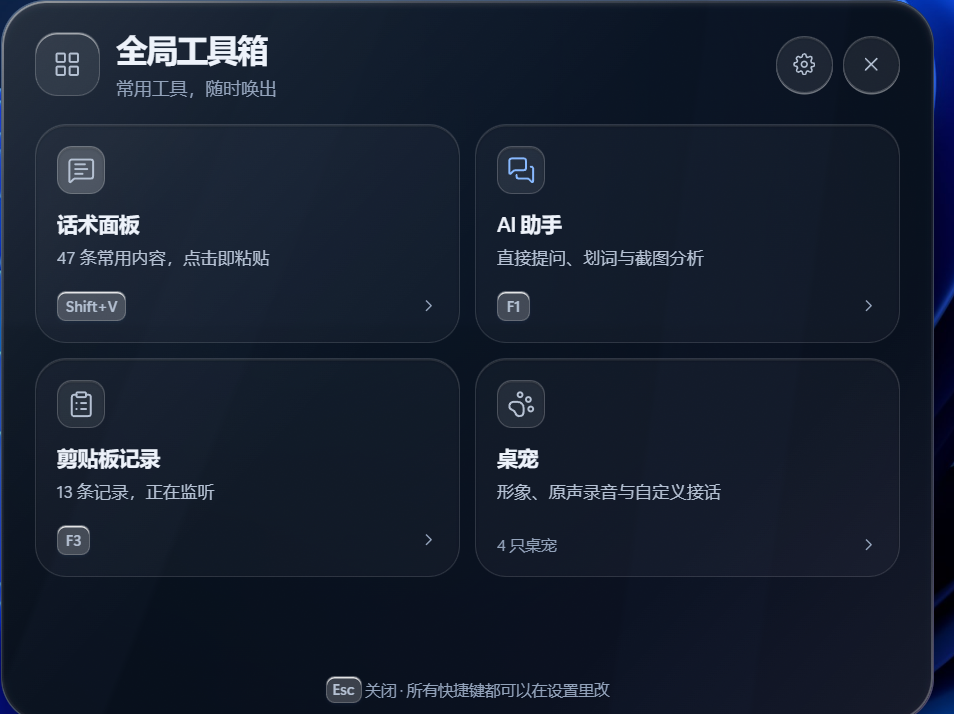 全局工具箱
常用工具，随时唤出
话术面板
47 条常用内容，点击即粘贴
Shift+V
AI 助手
直接提问、划词与截图分析
F1
剪贴板记录
13 条记录，正在监听
F3
桌宠
形象、原声录音与自定义接话
4 只桌宠
Esc 关闭 · 所有快捷键都可以在设置里改